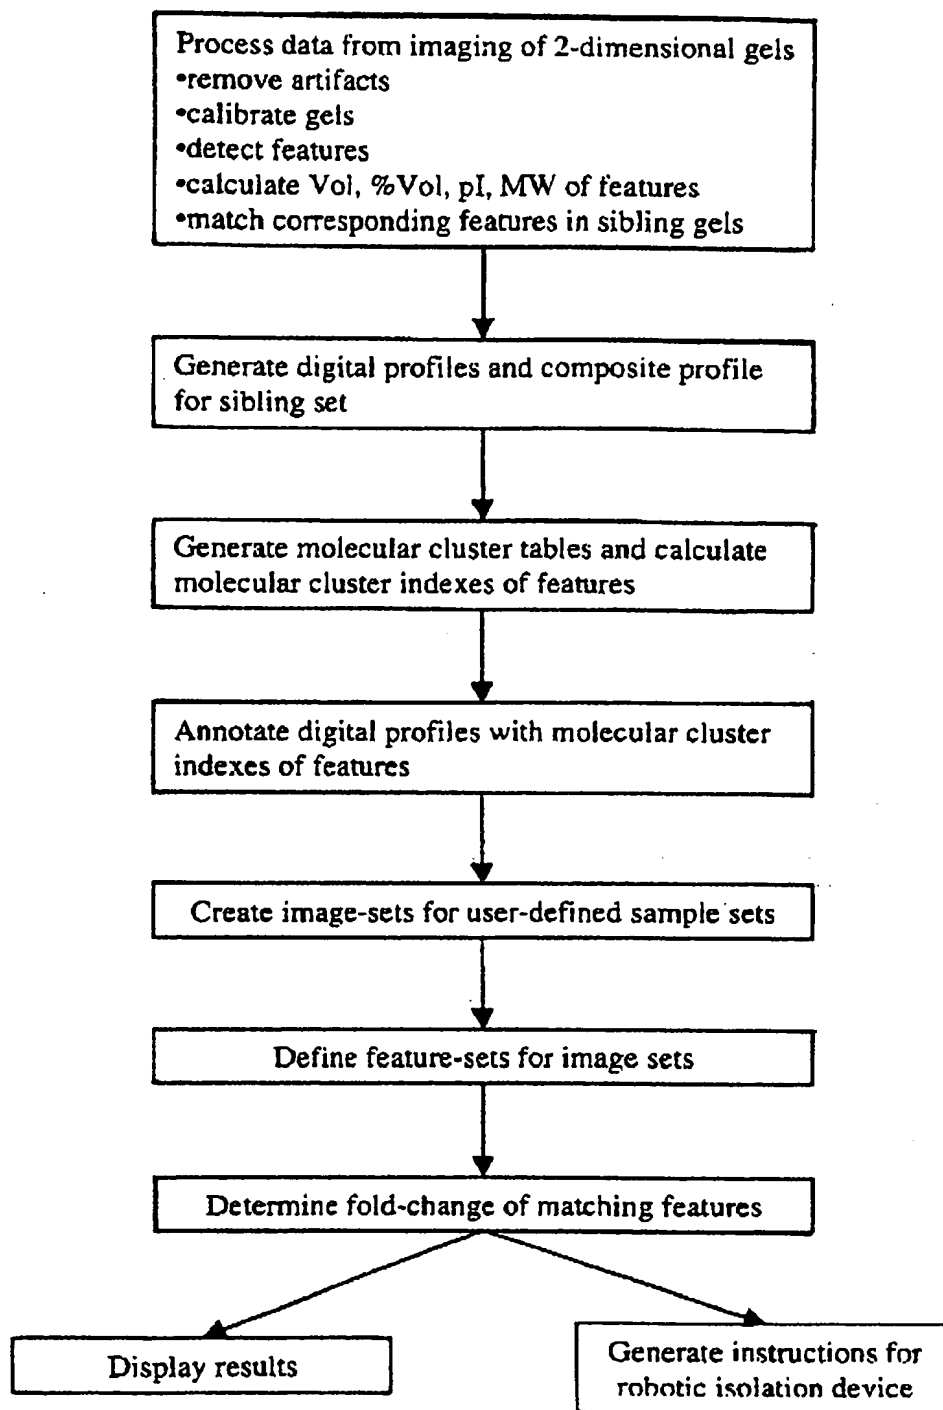 Process data from imaging of 2-dimensional gels
•remove artifacts
•calibrate gels
•detect features
•calculate Vol, %Vol, pI, MW of features
•match corresponding features in sibling gels
Generate digital profiles and composite profile
for sibling set
Generate molecular cluster tables and calculate
molecular cluster indexes of features
Annotate digital profiles with molecular cluster
indexes of features
Create image-sets for user-defined sample sets
Define feature-sets for image sets
Determine fold-change of matching features
Display results
Generate instructions for
robotic isolation device